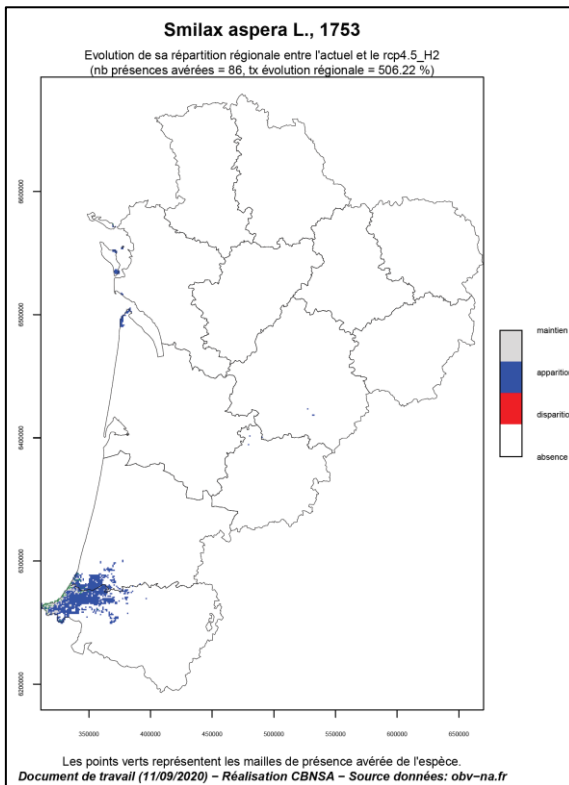 Smilax aspera L., 1753
Evolution de sa répartition régionale entre l'actuel et le rcp4.5_H2
(nb présences avérées = 86, tx évolution régionale = 506.22 %)
6600000
6500000
6400000
6300000
6200000
maintien
apparition
disparition
absence
350000 400000 450000 500000 550000 600000 650000
Les points verts représentent les mailles de présence avérée de l'espèce.
Document de travail (11/09/2020) − Réalisation CBNSA − Source données: obv−na.fr